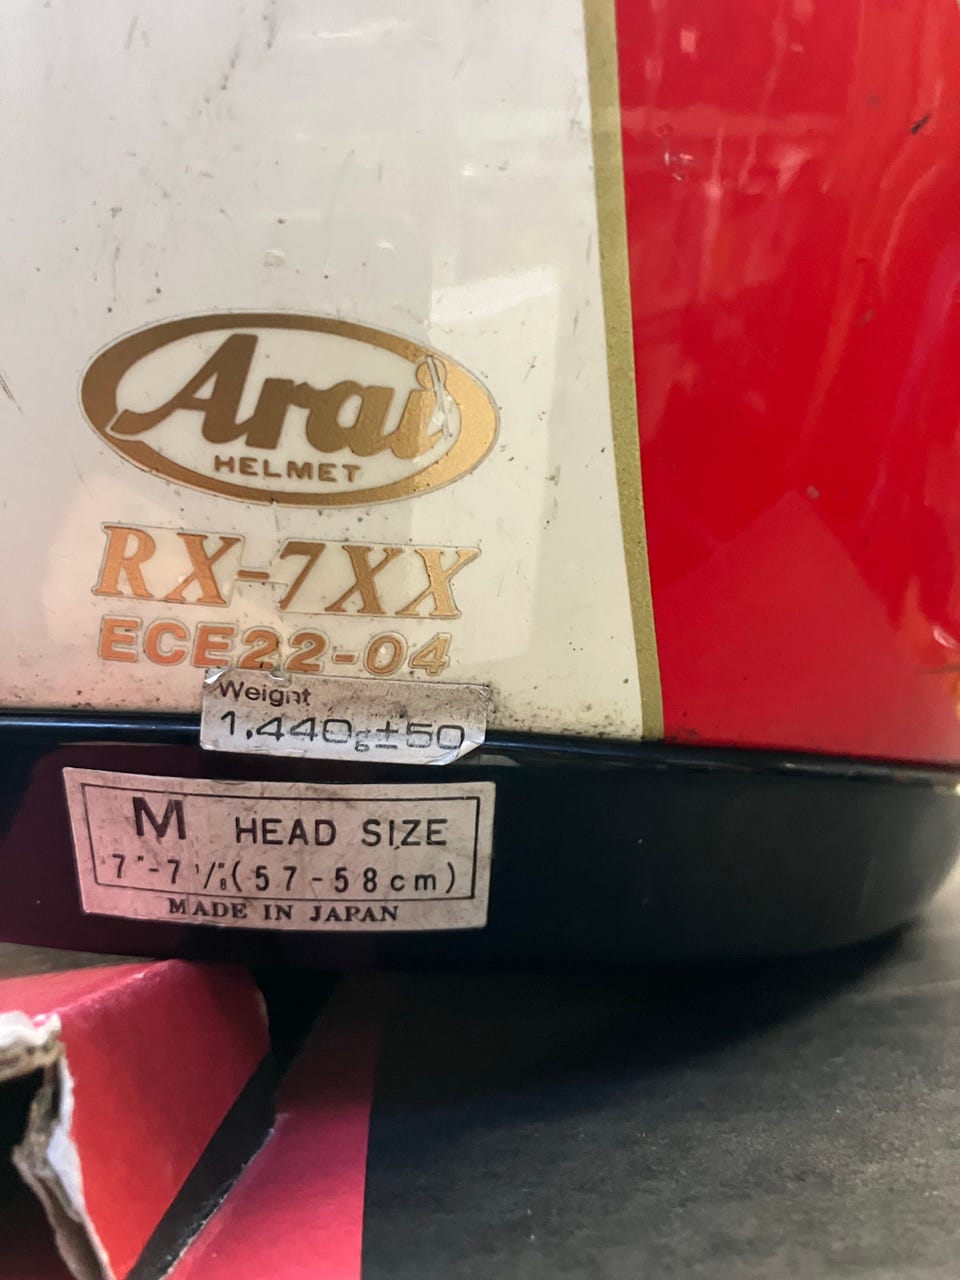 Arai
HELMET
RX-7XX
ECE22-04
Weight
1,440g±50
M HEAD SIZE
7"-7 1/8"(57-58cm)
MADE IN JAPAN